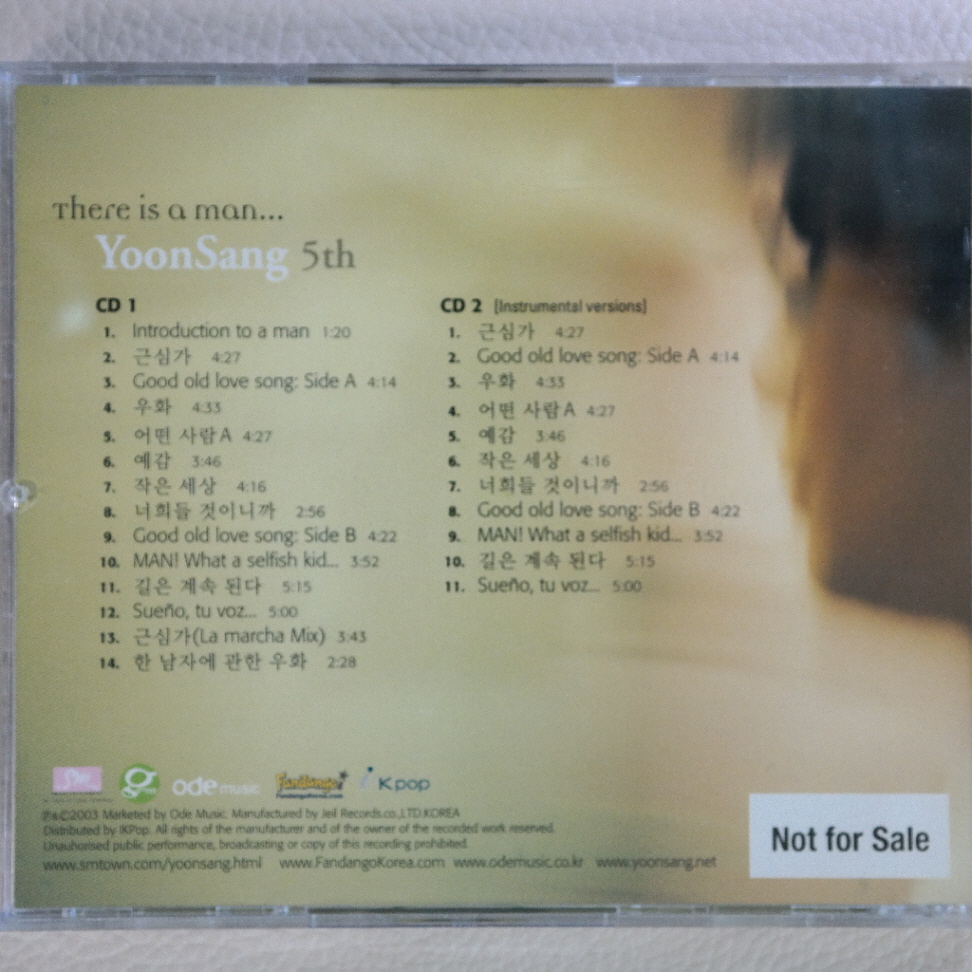 There is a man...
YoonSang 5th
CD 1
1. Introduction to a man 1:20
2. 근심가 4:27
3. Good old love song: Side A 4:14
4. 우화 4:33
5. 어떤 사람 A 4:27
6. 예감 3:46
7. 작은 세상 4:16
8. 너희들 것이니까 2:56
9. Good old love song: Side B 4:22
10. MAN! What a selfish kid... 3:52
11. 길은 계속 된다 5:15
12. Sueño, tu voz... 5:00
13. 근심가(La marcha Mix) 3:43
14. 한 남자에 관한 우화 2:28
CD 2 [Instrumental versions]
1. 근심가 4:27
2. Good old love song: Side A 4:14
3. 우화 4:33
4. 어떤 사람 A 4:27
5. 예감 3:46
6. 작은 세상 4:16
7. 너희들 것이니까 2:56
8. Good old love song: Side B 4:22
9. MAN! What a selfish kid... 3:52
10. 길은 계속 된다 5:15
11. Sueño, tu voz... 5:00
ode music Fandango FandangoKorea.com iKpop
℗&©2003 Marketed by Ode Music. Manufactured by Jeil Records.co.,LTD.KOREA
Distributed by IKPop. All rights of the manufacturer and of the owner of the recorded work reserved.
Unauhorised public performance, broadcasting or copy of this recording prohibited.
www.smtown.com/yoonsang.html www.FandangoKorea.com www.odemusic.co.kr www.yoonsang.net
Not for Sale